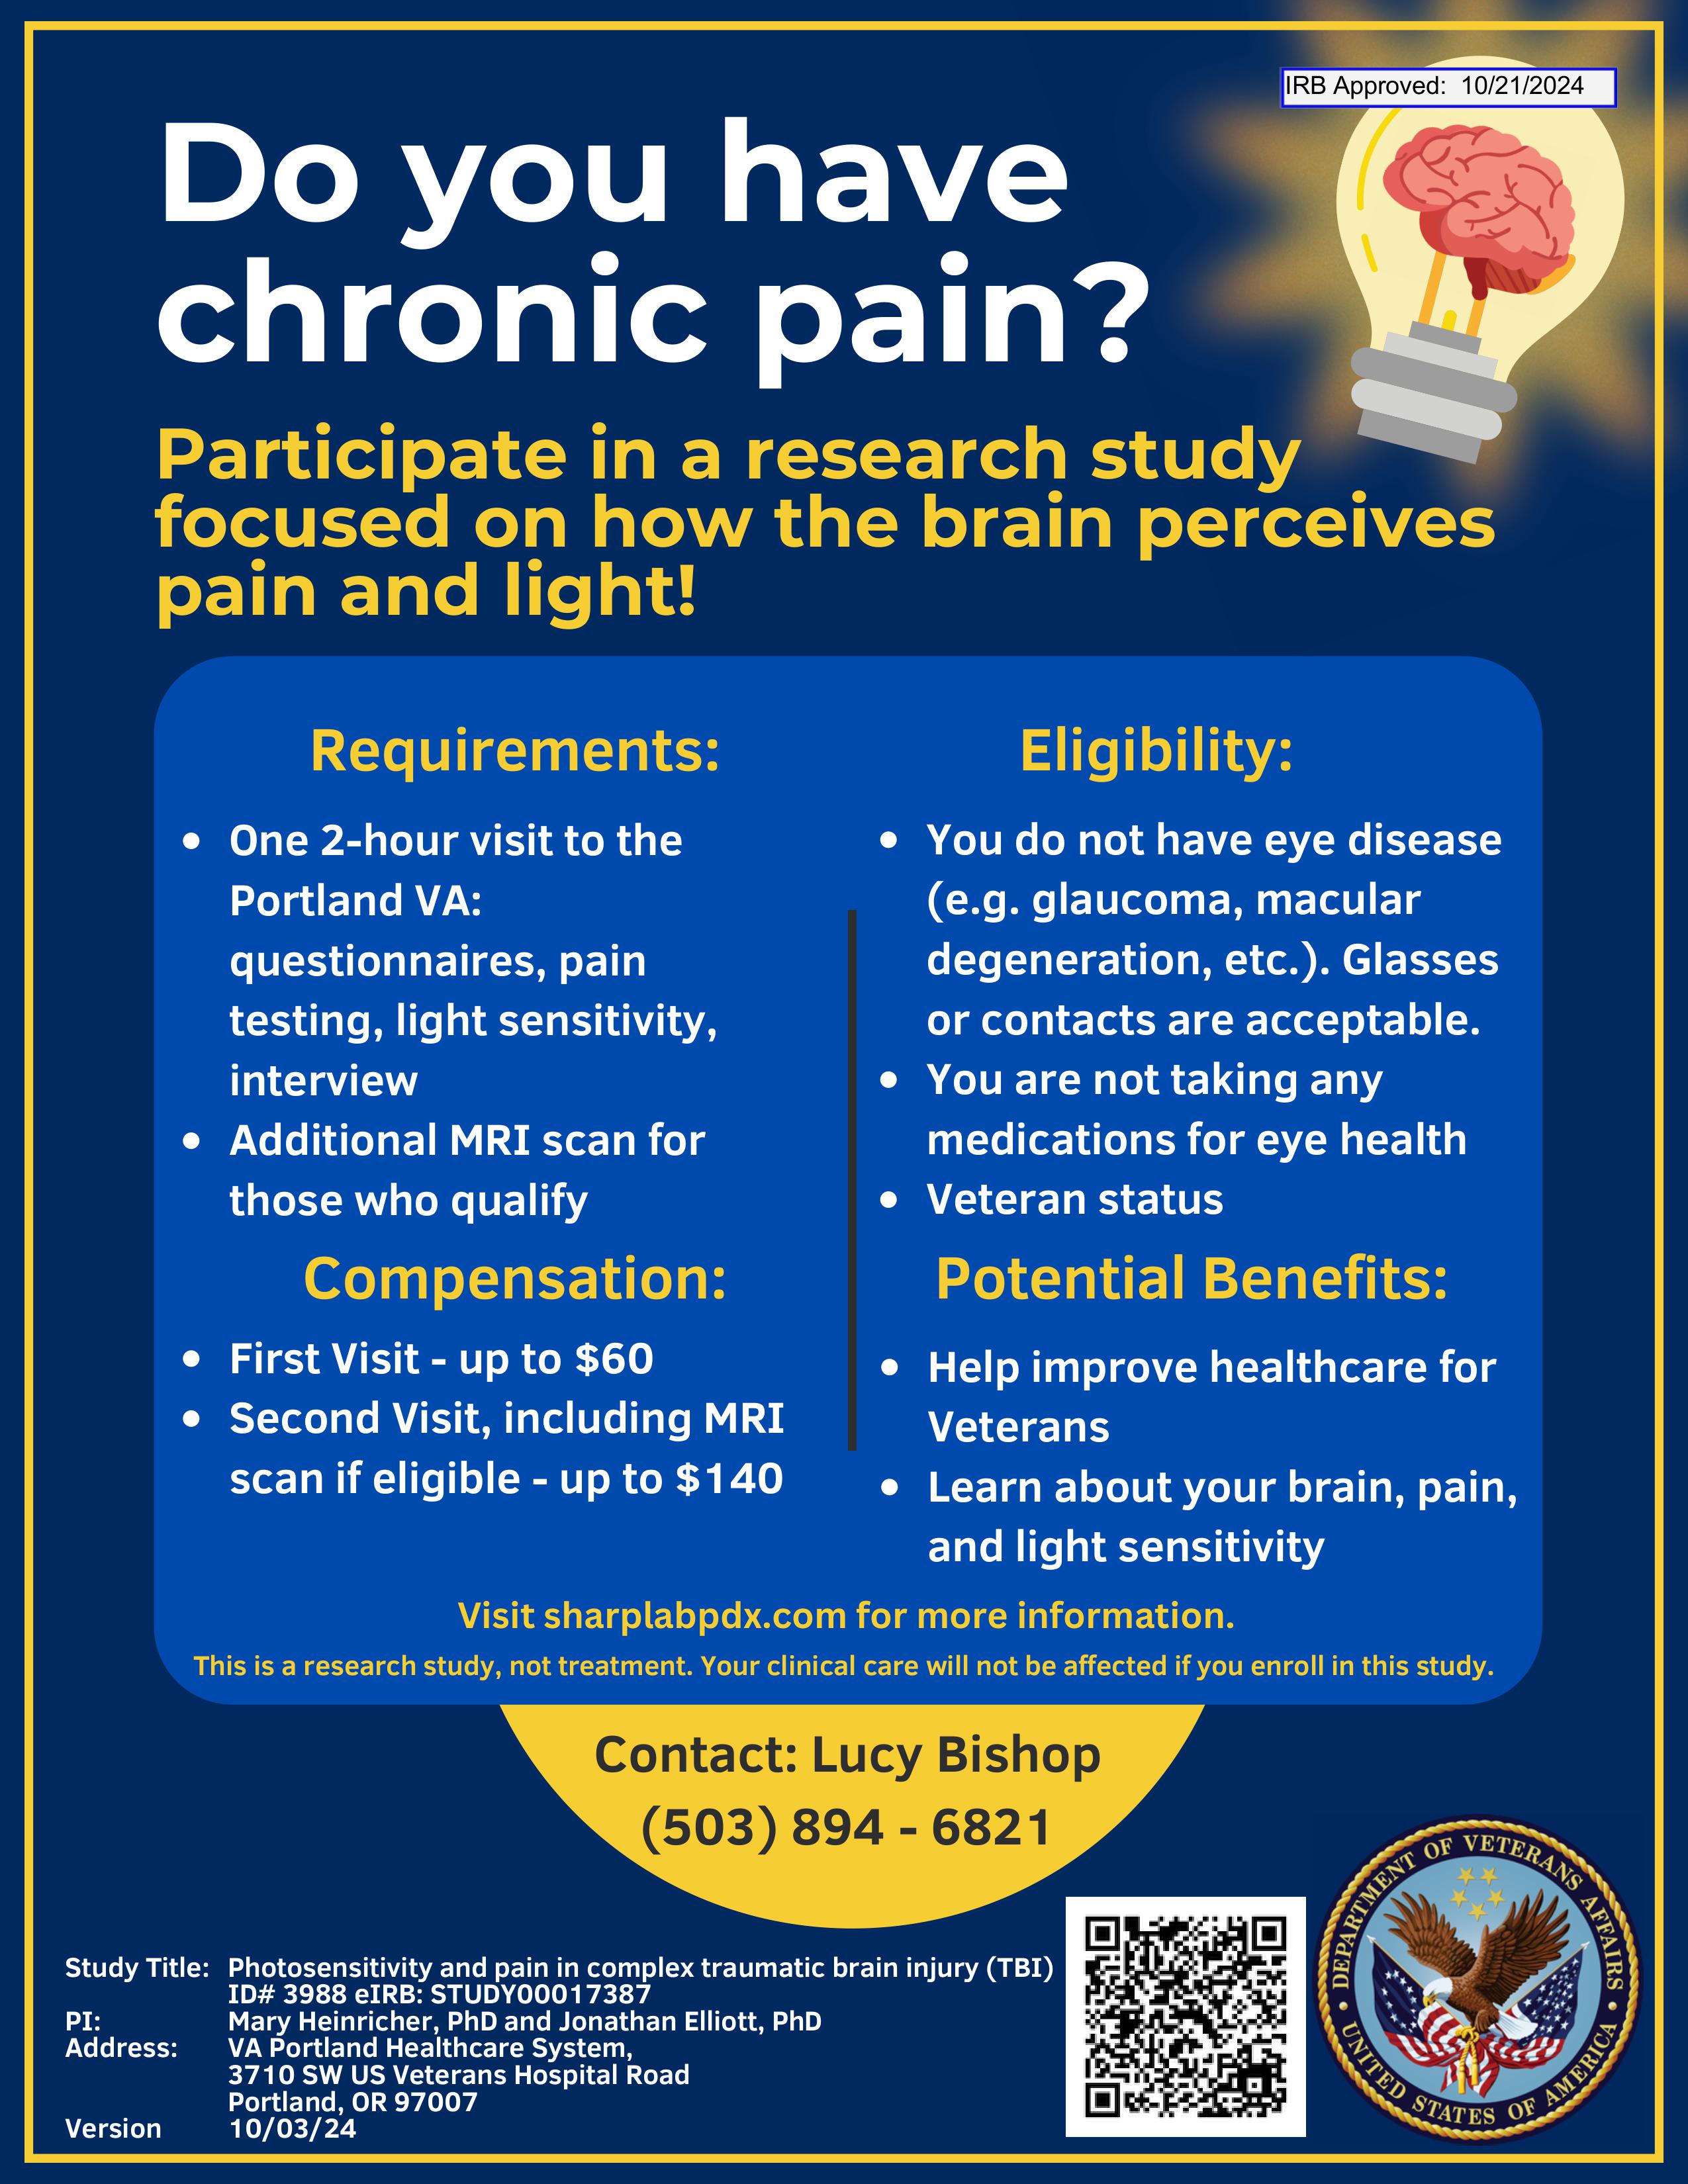 IRB Approved: 10/21/2024
Do you have
chronic pain?
Participate in a research study
focused on how the brain perceives
pain and light!
Requirements:
• One 2-hour visit to the
Portland VA:
questionnaires, pain
testing, light sensitivity,
interview
• Additional MRI scan for
those who qualify
Compensation:
• First Visit - up to $60
• Second Visit, including MRI
scan if eligible - up to $140
Eligibility:
• You do not have eye disease
(e.g. glaucoma, macular
degeneration, etc.). Glasses
or contacts are acceptable.
• You are not taking any
medications for eye health
• Veteran status
Potential Benefits:
• Help improve healthcare for
Veterans
• Learn about your brain, pain,
and light sensitivity
Visit sharplabpdx.com for more information.
This is a research study, not treatment. Your clinical care will not be affected if you enroll in this study.
Contact: Lucy Bishop
(503) 894 - 6821
Study Title: Photosensitivity and pain in complex traumatic brain injury (TBI)
ID# 3988 eIRB: STUDY00017387
PI: Mary Heinricher, PhD and Jonathan Elliott, PhD
Address: VA Portland Healthcare System,
3710 SW US Veterans Hospital Road
Portland, OR 97007
Version 10/03/24
DEPARTMENT OF VETERANS AFFAIRS
UNITED STATES OF AMERICA